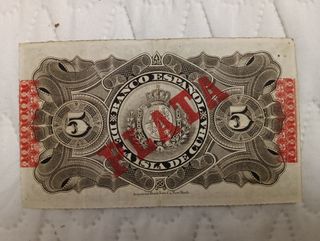 BANCO ESPAÑOL
DE LA ISLA DE CUBA
PLATA
5
5